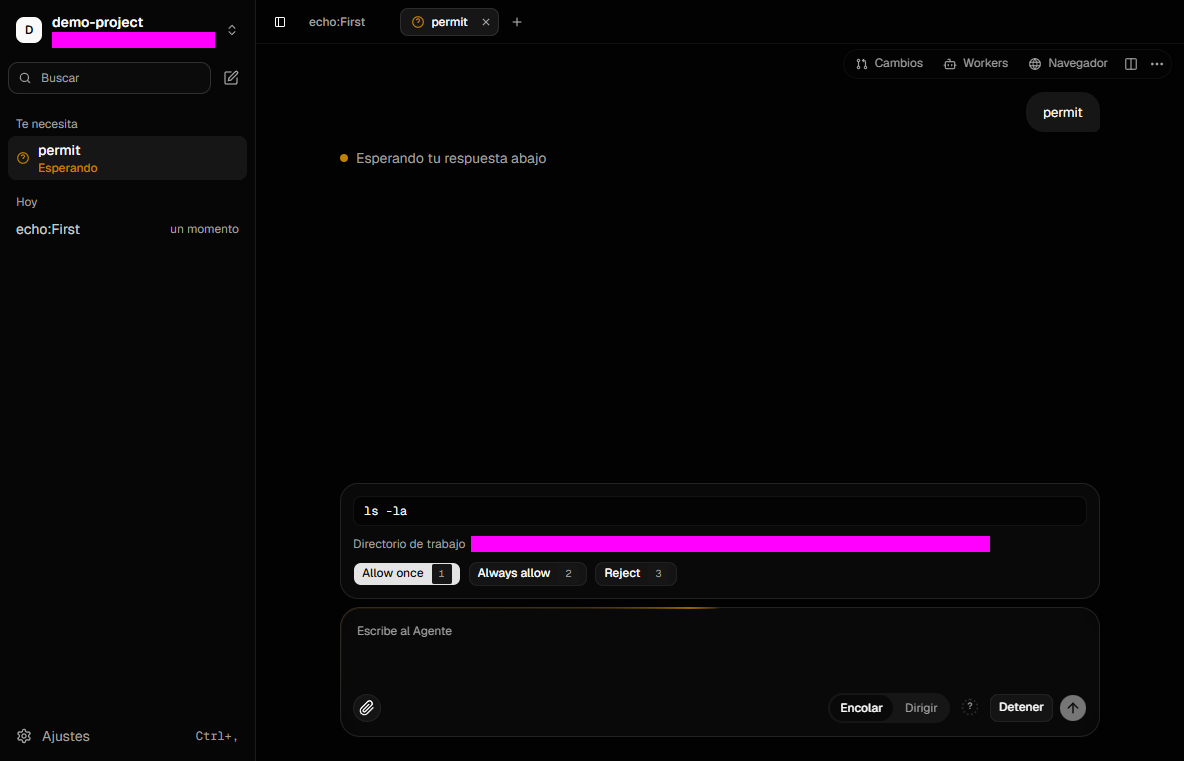 D
demo-project
Buscar
Te necesita
permit
Esperando
Hoy
echo:First un momento
Ajustes Ctrl+,
echo:First permit
Cambios Workers Navegador
permit
Esperando tu respuesta abajo
ls -la
Directorio de trabajo
Allow once 1 Always allow 2 Reject 3
Escribe al Agente
Encolar Dirigir ? Detener